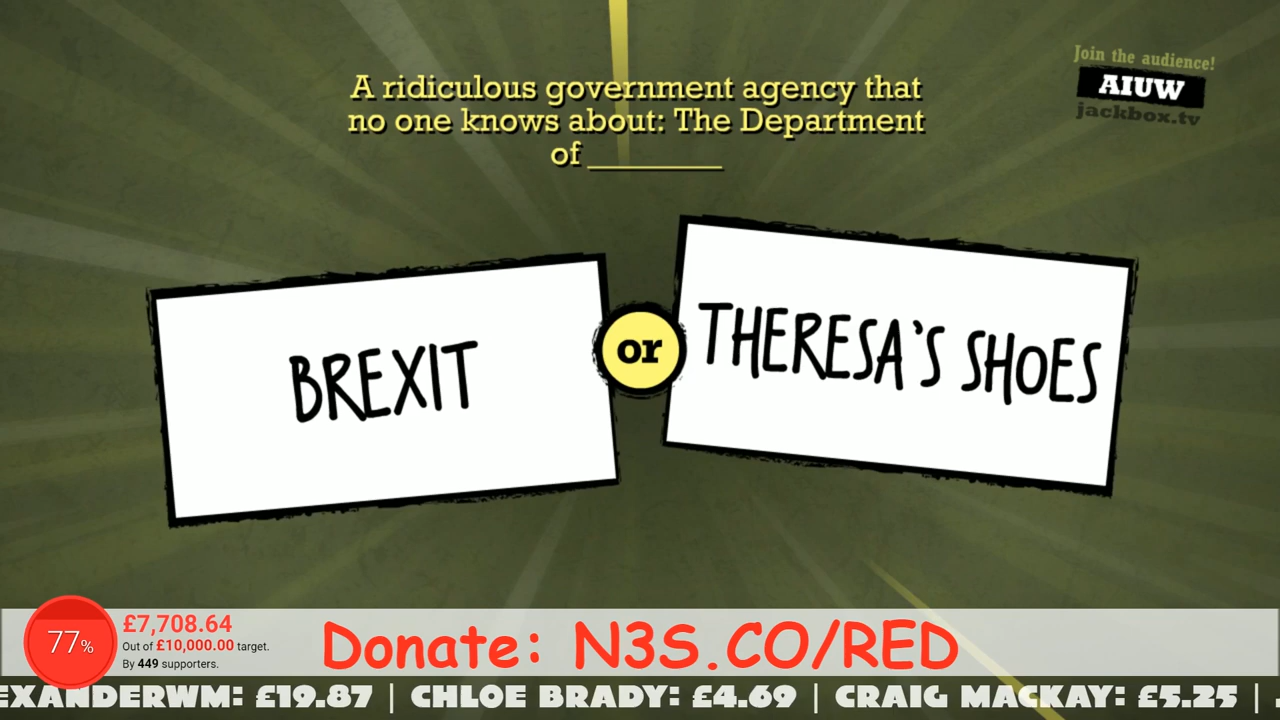 A ridiculous government agency that
no one knows about: The Department
of __________
Join the audience!
AIUW
jackbox.tv
BREXIT
or
THERESA'S SHOES
77%
£7,708.64
Out of £10,000.00 target.
By 449 supporters.
Donate: N3S.CO/RED
EXANDERWM: £19.87 | CHLOE BRADY: £4.69 | CRAIG MACKAY: £5.25 |